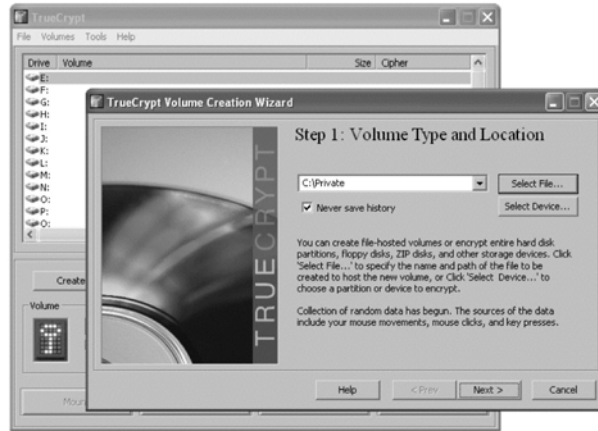 TrueCrypt
File Volumes Tools Help
Drive Volume Size Cipher
E:
F:
G:
H:
I:
J:
K:
L:
M:
N:
O:
P:
Q:
TrueCrypt Volume Creation Wizard
TRUECRYPT
Step 1: Volume Type and Location
C:\Private
Select File...
Never save history
Select Device...
You can create file-hosted volumes or encrypt entire hard disk
partitions, floppy disks, ZIP disks, and other storage devices. Click
'Select File...' to specify the name and path of the file to be
created to host the new volume, or Click 'Select Device...' to
choose a partition or device to encrypt.
Collection of random data has begun. The sources of the data
include your mouse movements, mouse clicks, and key presses.
Help
< Prev
Next >
Cancel
Create
Volume
Moun